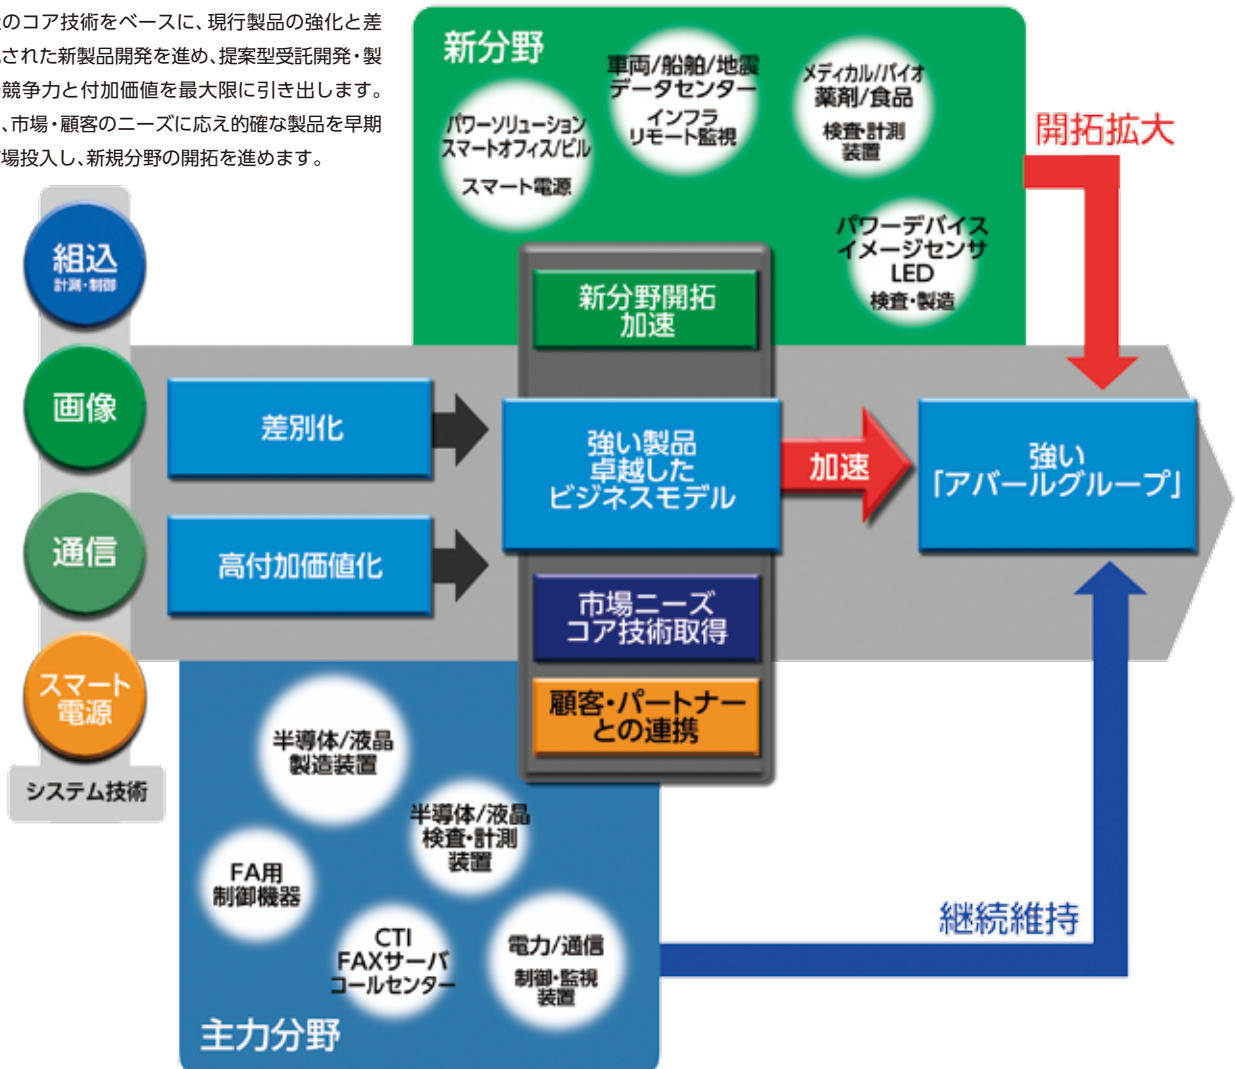 のコア技術をベースに、現行製品の強化と差
された新製品開発を進め、提案型受託開発・製
競争力と付加価値を最大限に引き出します。
、市場・顧客のニーズに応え的確な製品を早期
場投入し、新規分野の開拓を進めます。
新分野
パワーソリューション
スマートオフィス/ビル
スマート電源
車両/船舶/地震
データセンター
インフラ
リモート監視
メディカル/バイオ
薬剤/食品
検査・計測
装置
パワーデバイス
イメージセンサ
LED
検査・製造
開拓拡大
組込
計測・制御
画像
通信
スマート
電源
システム技術
差別化
高付加価値化
新分野開拓
加速
強い製品
卓越した
ビジネスモデル
市場ニーズ
コア技術取得
顧客・パートナー
との連携
加速
強い
「アバールグループ」
半導体/液晶
製造装置
半導体/液晶
検査・計測
装置
FA用
制御機器
CTI
FAXサーバ
コールセンター
電力/通信
制御・監視
装置
主力分野
継続維持